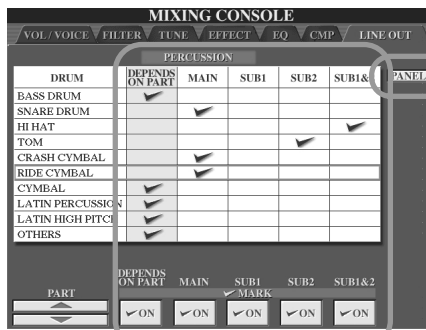 MIXING CONSOLE
VOL / VOICE FILTER TUNE EFFECT EQ CMP LINE OUT
PERCUSSION
PANEL
DRUM DEPENDS ON PART MAIN SUB1 SUB2 SUB1&
BASS DRUM
SNARE DRUM
HI HAT
TOM
CRASH CYMBAL
RIDE CYMBAL
CYMBAL
LATIN PERCUSSION
LATIN HIGH PITCH
OTHERS
DEPENDS ON PART MAIN SUB1 SUB2 SUB1&2
PART MARK
ON ON ON ON ON